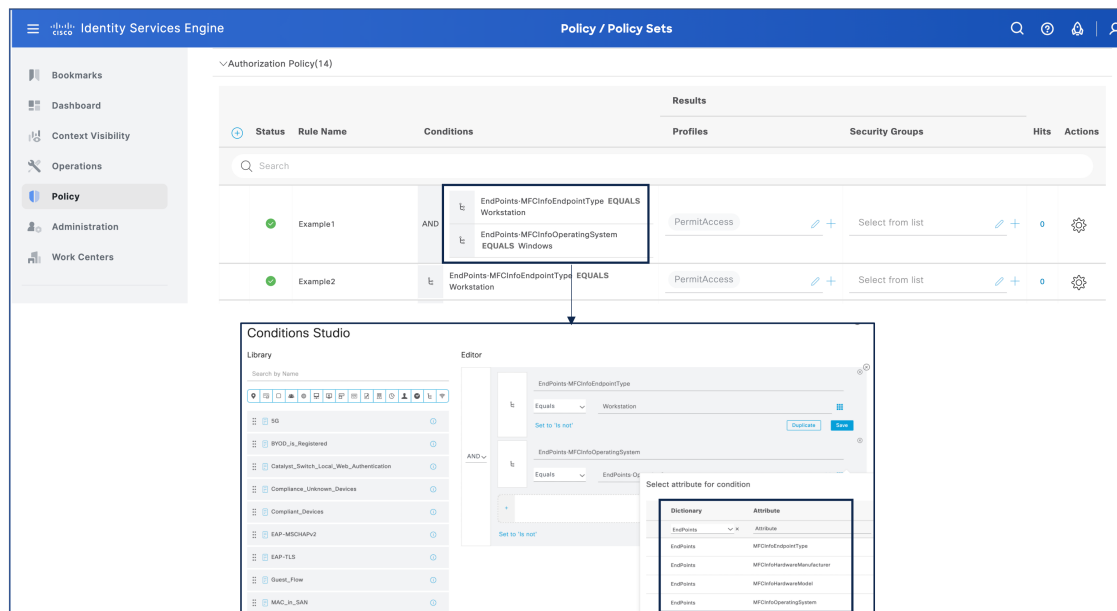 CISCO Identity Services Engine
Policy / Policy Sets
Bookmarks
Dashboard
Context Visibility
Operations
Policy
Administration
Work Centers
Authorization Policy(14)
Results
Status Rule Name Conditions Profiles Security Groups Hits Actions
Search
Example1
AND
EndPoints·MFCInfoEndpointType EQUALS
Workstation
EndPoints·MFCInfoOperatingSystem
EQUALS Windows
PermitAccess
Select from list
0
Example2
EndPoints·MFCInfoEndpointType EQUALS
Workstation
PermitAccess
Select from list
0
Conditions Studio
Library
Search by Name
5G
BYOD_is_Registered
Catalyst_Switch_Local_Web_Authentication
Compliance_Unknown_Devices
Compliant_Devices
EAP-MSCHAPv2
EAP-TLS
Guest_Flow
MAC_in_SAN
Editor
AND
EndPoints·MFCInfoEndpointType
Equals Workstation
Set to 'Is not' Duplicate Save
EndPoints·MFCInfoOperatingSystem
Equals EndPoints·Op
Set to 'Is not'
Select attribute for condition
Dictionary Attribute
EndPoints Attribute
EndPoints MFCInfoEndpointType
EndPoints MFCInfoHardwareManufacturer
EndPoints MFCInfoHardwareModel
EndPoints MFCInfoOperatingSystem